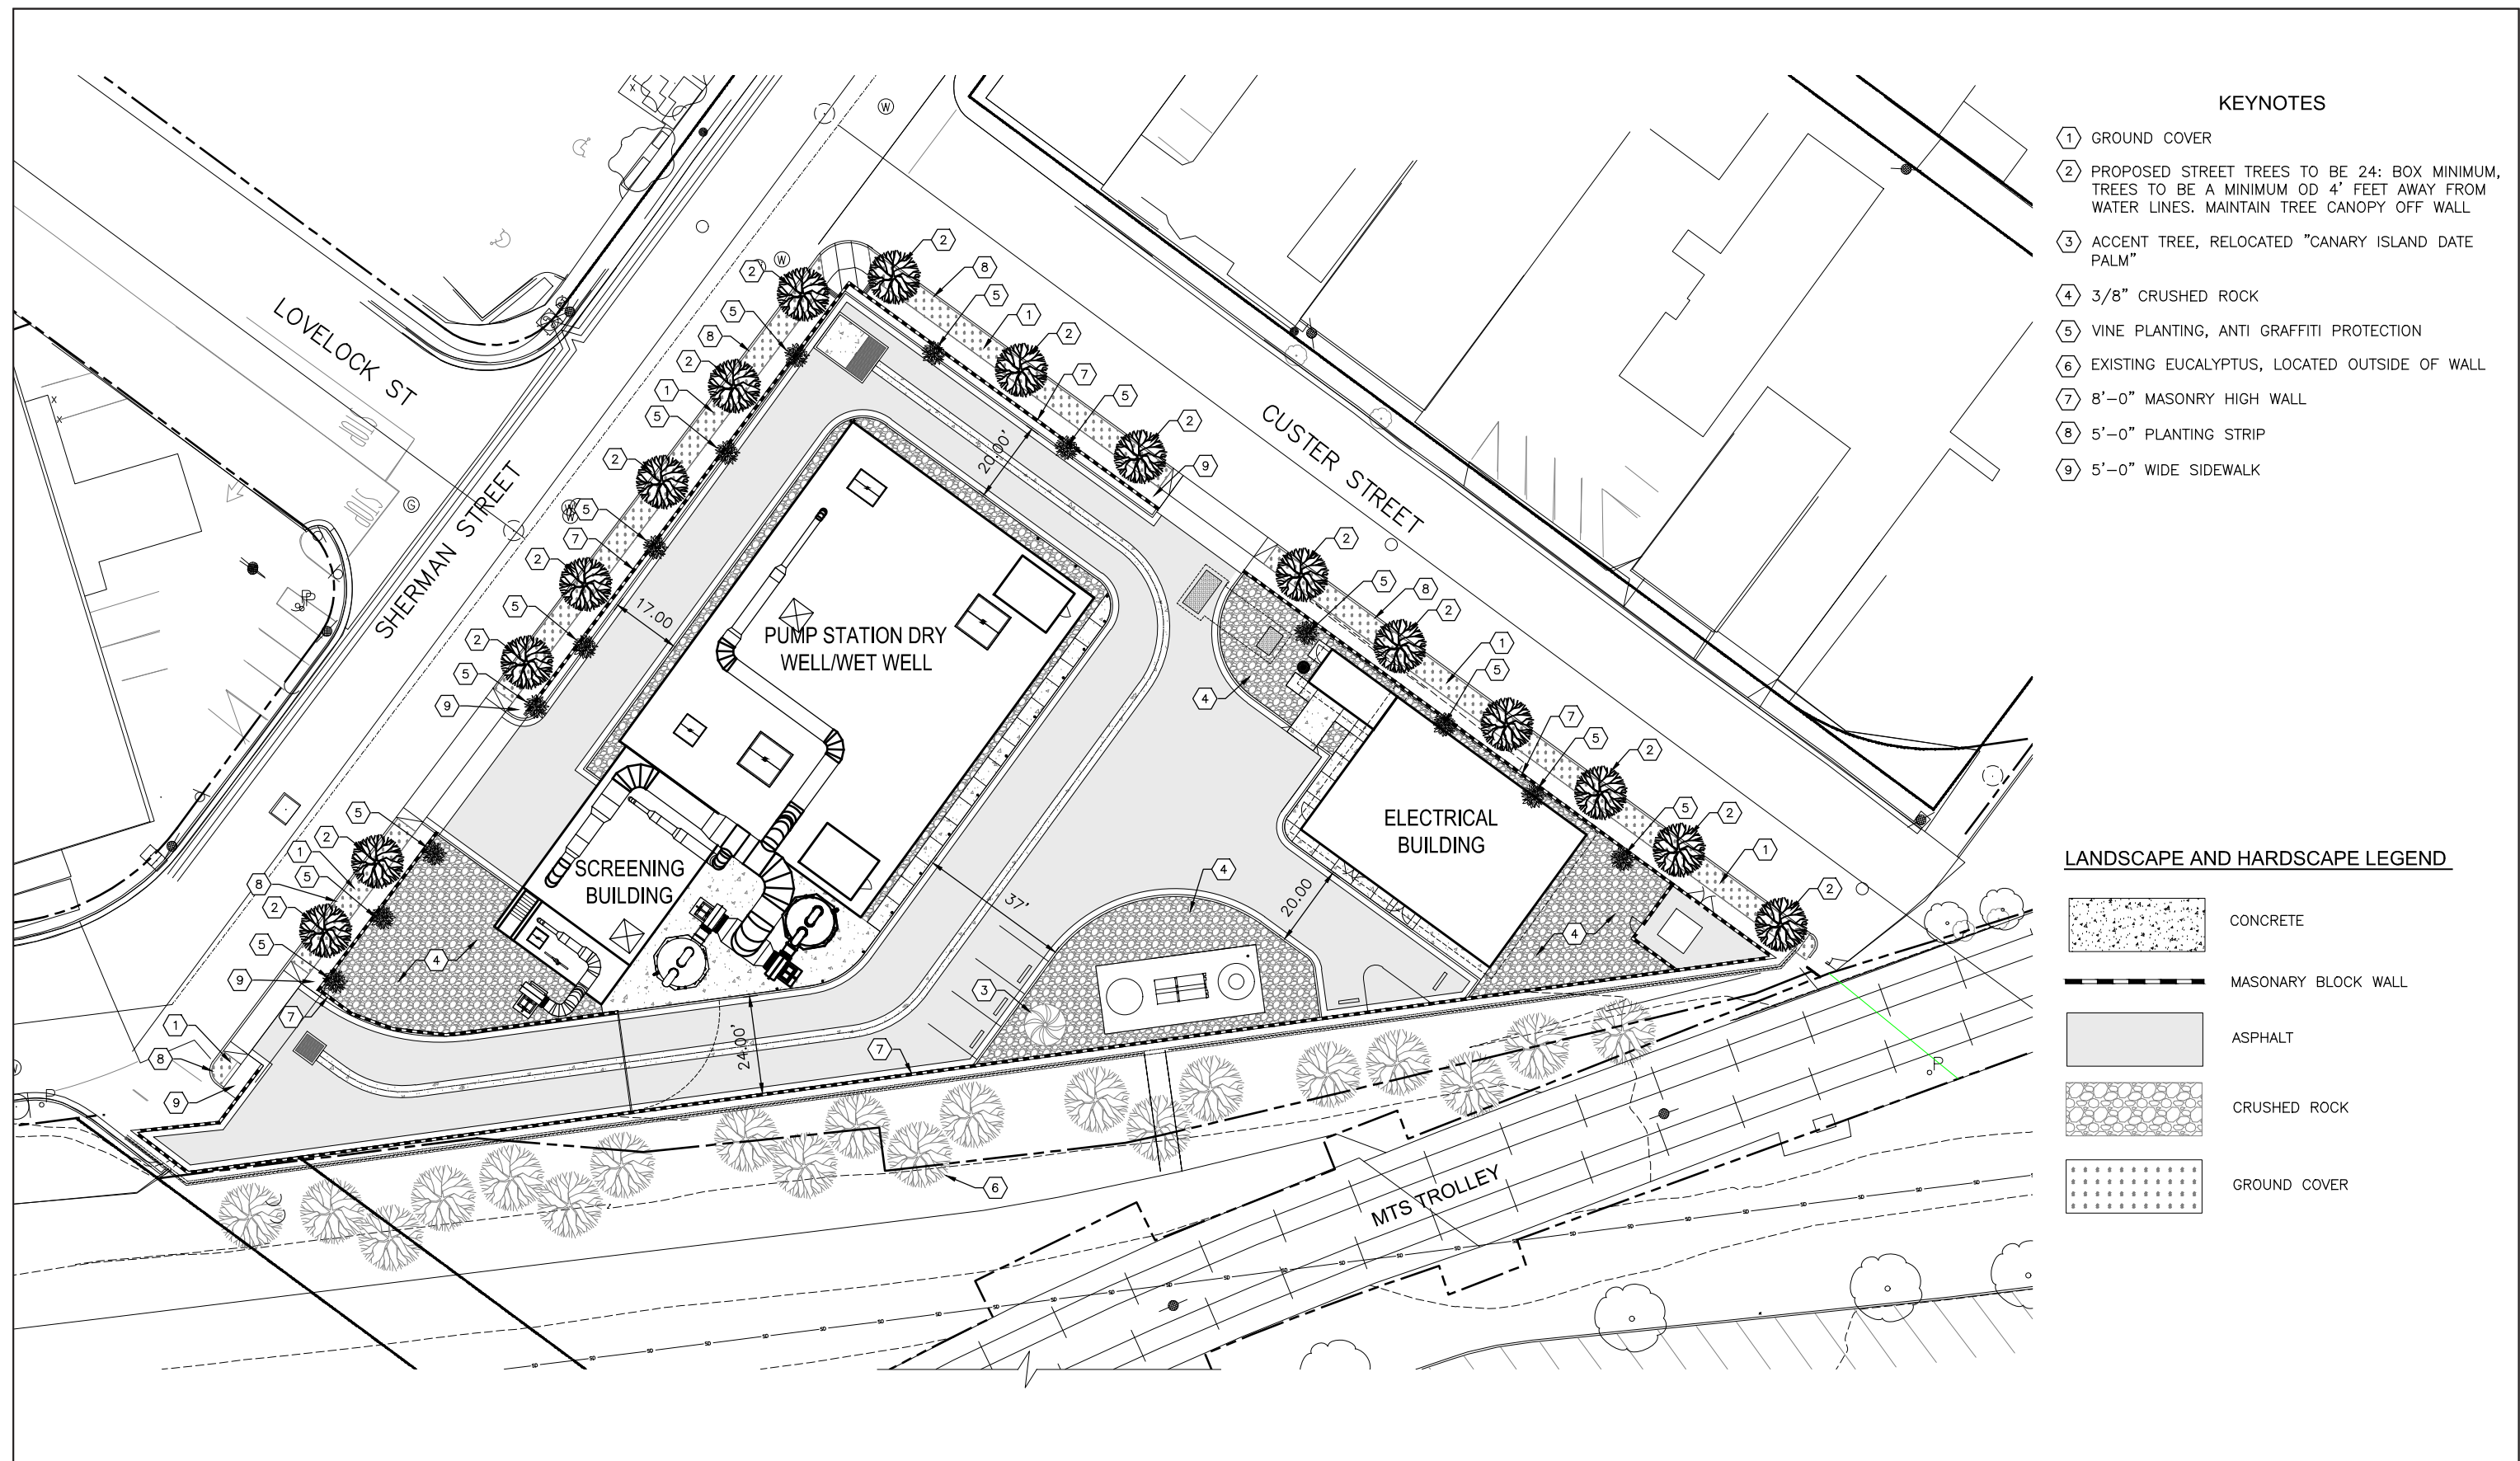 KEYNOTES
1 GROUND COVER
2 PROPOSED STREET TREES TO BE 24: BOX MINIMUM,
TREES TO BE A MINIMUM OD 4' FEET AWAY FROM
WATER LINES. MAINTAIN TREE CANOPY OFF WALL
3 ACCENT TREE, RELOCATED "CANARY ISLAND DATE
PALM"
4 3/8" CRUSHED ROCK
5 VINE PLANTING, ANTI GRAFFITI PROTECTION
6 EXISTING EUCALYPTUS, LOCATED OUTSIDE OF WALL
7 8'-0" MASONRY HIGH WALL
8 5'-0" PLANTING STRIP
9 5'-0" WIDE SIDEWALK
LOVELOCK ST
SHERMAN STREET
CUSTER STREET
STOP
STOP
20.00'
17.00
PUMP STATION DRY
WELL/WET WELL
SCREENING
BUILDING
ELECTRICAL
BUILDING
37'
20.00
24.00'
MTS TROLLEY
LANDSCAPE AND HARDSCAPE LEGEND
CONCRETE
MASONARY BLOCK WALL
ASPHALT
CRUSHED ROCK
GROUND COVER